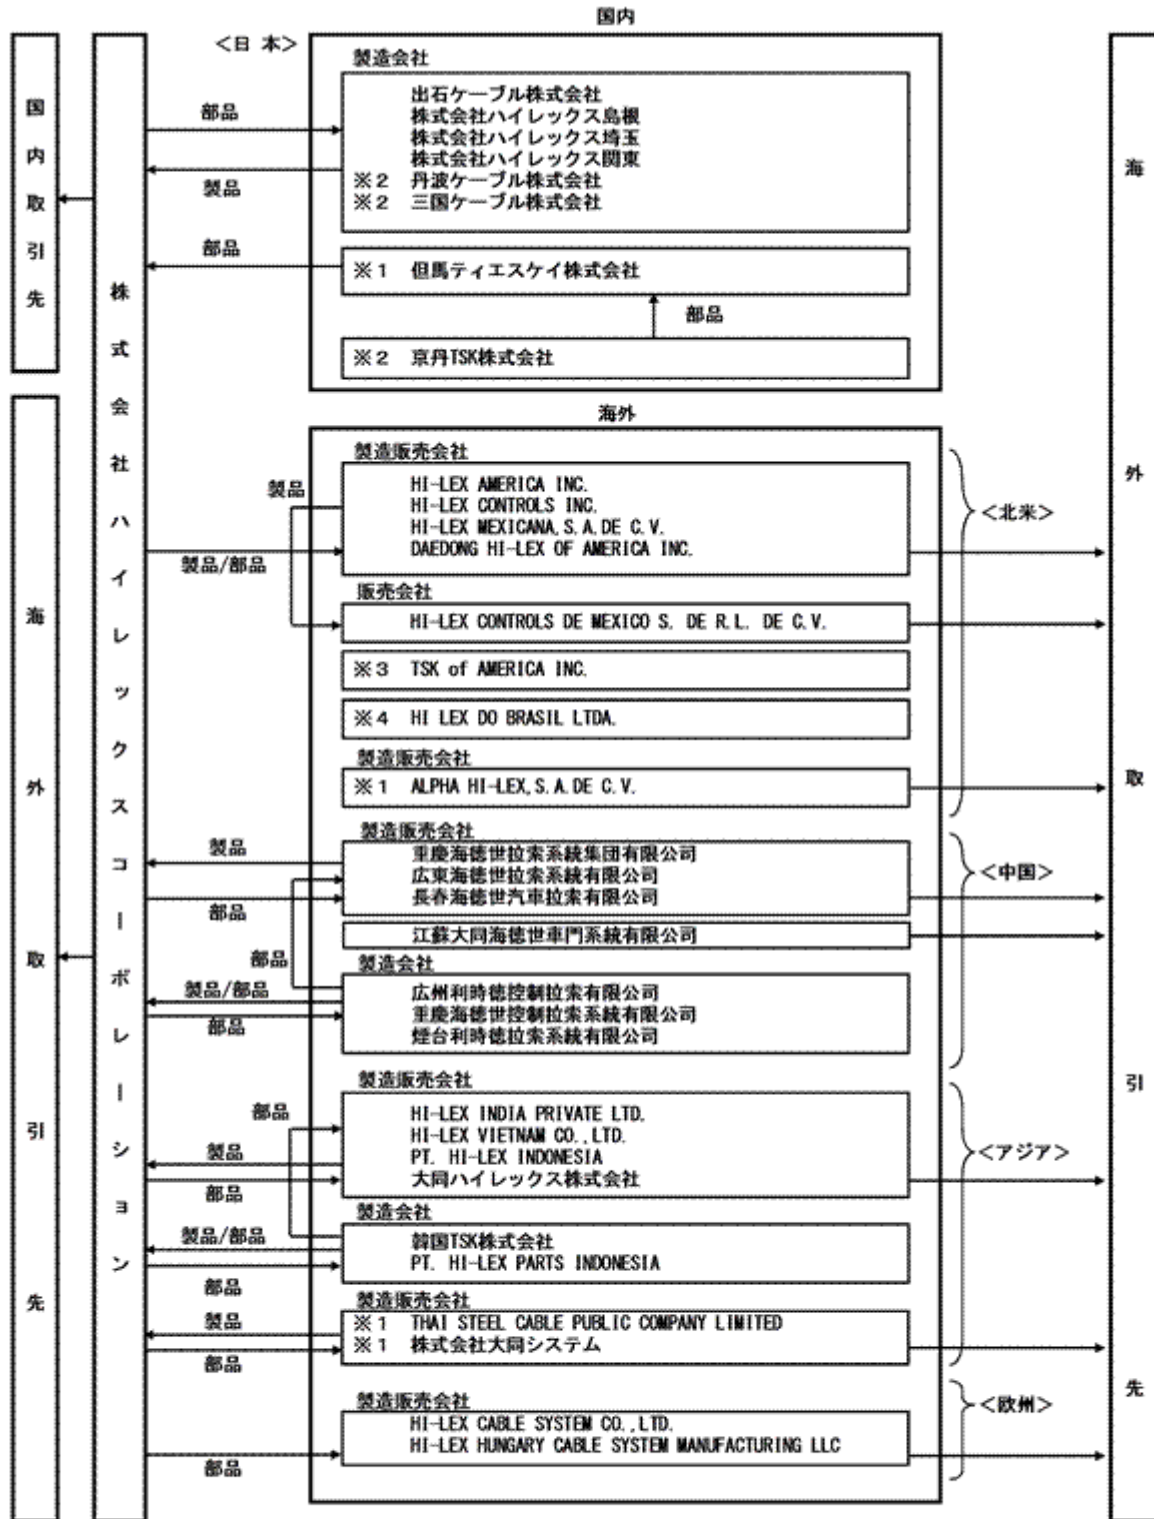 国内
<日 本>
製造会社
出石ケーブル株式会社
株式会社ハイレックス島根
株式会社ハイレックス埼玉
株式会社ハイレックス関東
※2 丹波ケーブル株式会社
※2 三国ケーブル株式会社
部品
製品
部品
※1 但馬ティエスケイ株式会社
部品
※2 京丹TSK株式会社
国内取引先
株式会社ハイレックスコーポレーション
海外取引先
海外取引先
海外
製造販売会社
HI-LEX AMERICA INC.
HI-LEX CONTROLS INC.
HI-LEX MEXICANA,S.A.DE C.V.
DAEDONG HI-LEX OF AMERICA INC.
製品
製品/部品
<北米>
販売会社
HI-LEX CONTROLS DE MEXICO S. DE R.L. DE C.V.
※3 TSK of AMERICA INC.
※4 HI LEX DO BRASIL LTDA.
製造販売会社
※1 ALPHA HI-LEX,S.A.DE C.V.
製造販売会社
重慶海徳世拉索系統集団有限公司
広東海徳世拉索系統有限公司
長春海徳世汽車拉索有限公司
製品
部品
<中国>
江蘇大同海徳世車門系統有限公司
部品
製造会社
広州利時徳控制拉索有限公司
重慶海徳世控制拉索系統有限公司
煙台利時徳拉索系統有限公司
製品/部品
部品
製造販売会社
HI-LEX INDIA PRIVATE LTD.
HI-LEX VIETNAM CO.,LTD.
PT. HI-LEX INDONESIA
大同ハイレックス株式会社
部品
製品
部品
<アジア>
製造会社
韓国TSK株式会社
PT. HI-LEX PARTS INDONESIA
製品/部品
部品
製造販売会社
※1 THAI STEEL CABLE PUBLIC COMPANY LIMITED
※1 株式会社大同システム
製品
部品
製造販売会社
HI-LEX CABLE SYSTEM CO.,LTD.
HI-LEX HUNGARY CABLE SYSTEM MANUFACTURING LLC
部品
<欧州>